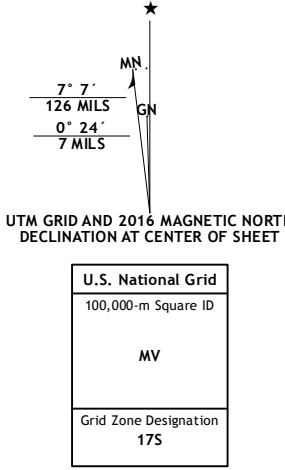 ★
MN
7° 7´
126 MILS
GN
0° 24´
7 MILS
UTM GRID AND 2016 MAGNETIC NORTH
DECLINATION AT CENTER OF SHEET
U.S. National Grid
100,000-m Square ID
MV
Grid Zone Designation
17S